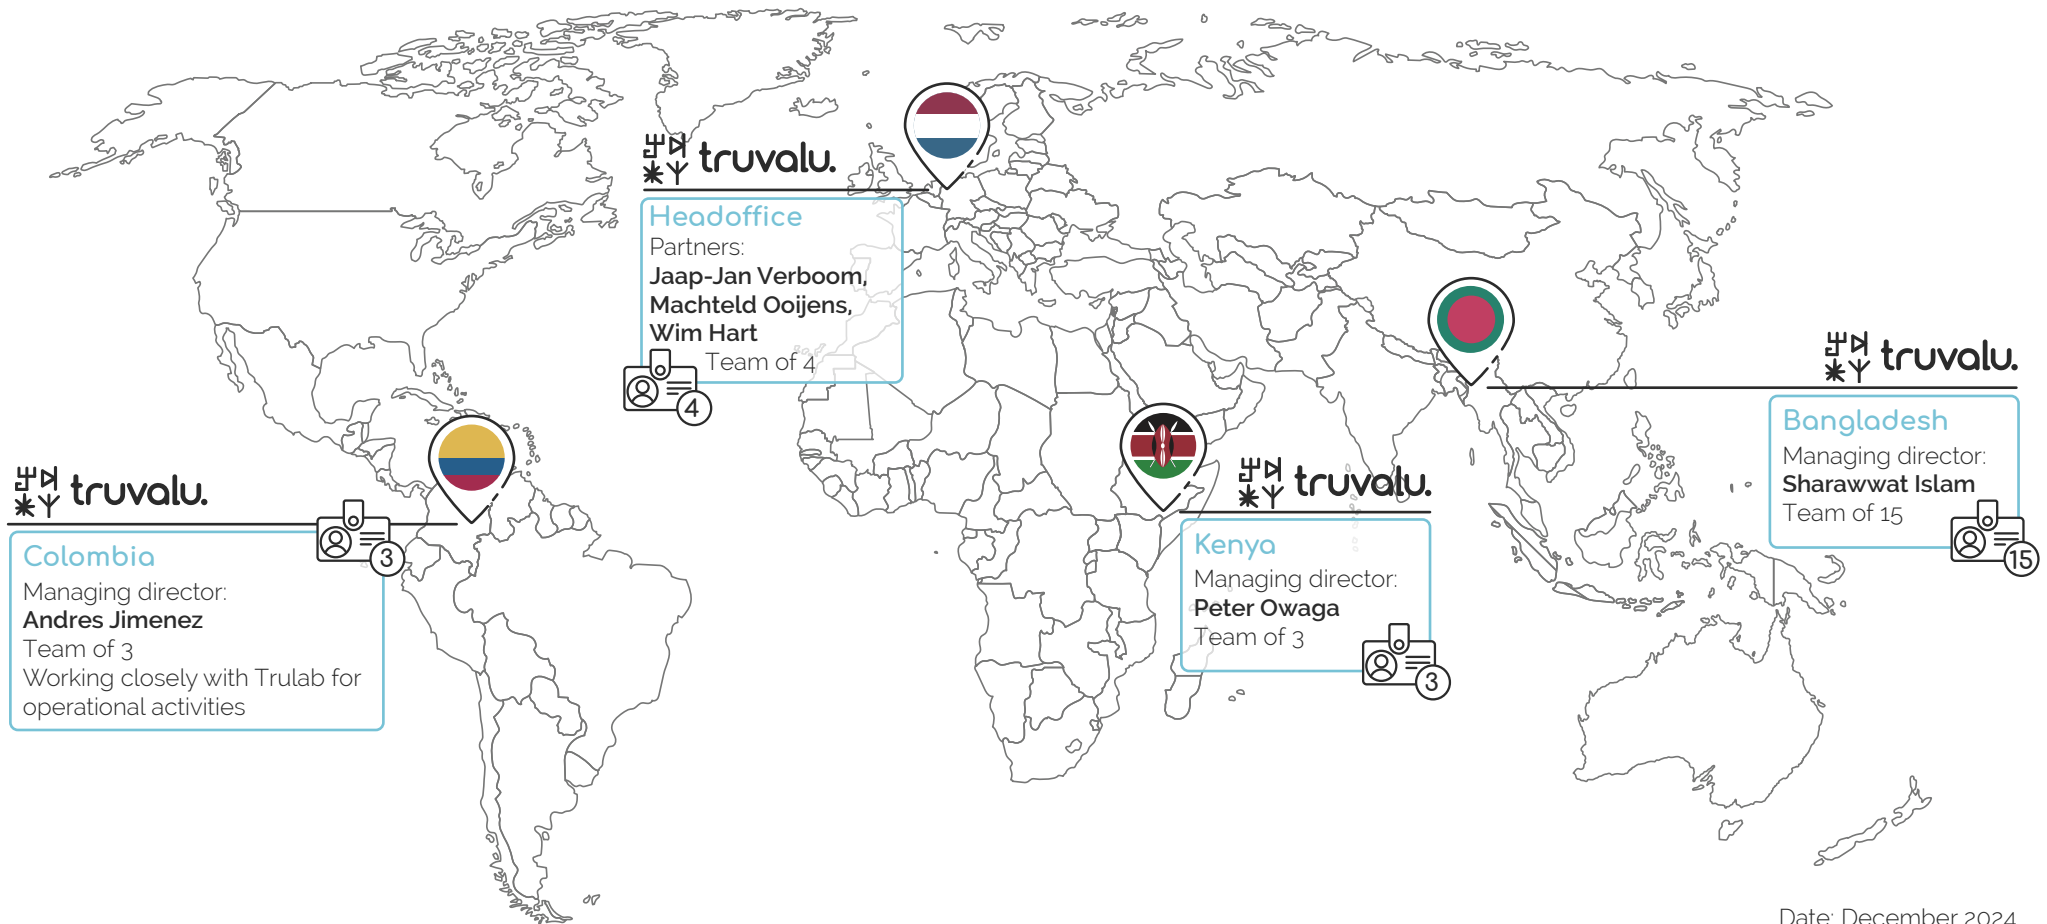 truvalu.
Headoffice
Partners:
Jaap-Jan Verboom,
Machteld Ooijens,
Wim Hart
Team of 4
4
truvalu.
Bangladesh
Managing director:
Sharawwat Islam
Team of 15
15
truvalu.
Colombia
Managing director:
Andres Jimenez
Team of 3
Working closely with Trulab for
operational activities
3
truvalu.
Kenya
Managing director:
Peter Owaga
Team of 3
3
Date: December 2024